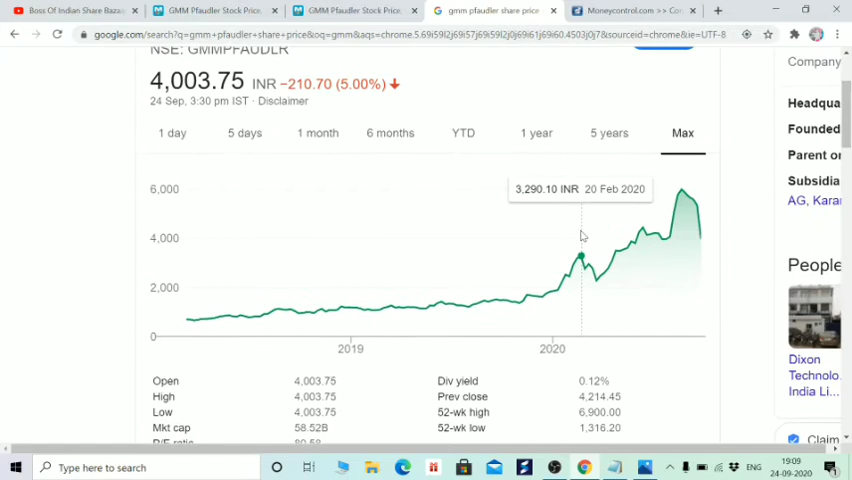 Boss Of Indian Share Bazaa
GMM Pfaudler Stock Price,
GMM Pfaudler Stock Price,
gmm pfaudler share price
Moneycontrol.com >> Co
google.com/search?q=gmm+pfaudler+share+price&oq=gmm&aqs=chrome.5.69i59l2j69i57j69i59l2j0j69i61j69i60.4503j0j7&sourceid=chrome&ie=UTF-8
NSE: GMMPFAUDLR
4,003.75 INR −210.70 (5.00%)
24 Sep, 3:30 pm IST · Disclaimer
1 day 5 days 1 month 6 months YTD 1 year 5 years Max
3,290.10 INR 20 Feb 2020
6,000
4,000
2,000
0
2019 2020
Open 4,003.75 Div yield 0.12%
High 4,003.75 Prev close 4,214.45
Low 4,003.75 52-wk high 6,900.00
Mkt cap 58.52B 52-wk low 1,316.20
Company
Headqua
Founded
Parent or
Subsidia
AG, Karar
People
Dixon
Technolo...
India Li...
Claim
Type here to search
ENG
19:09
24-09-2020